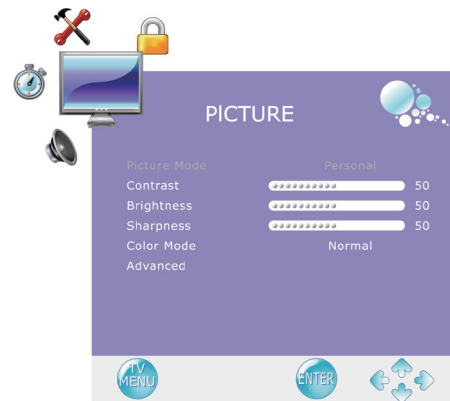 PICTURE
Picture Mode Personal
Contrast 50
Brightness 50
Sharpness 50
Color Mode Normal
Advanced
TV
MENU
ENTER